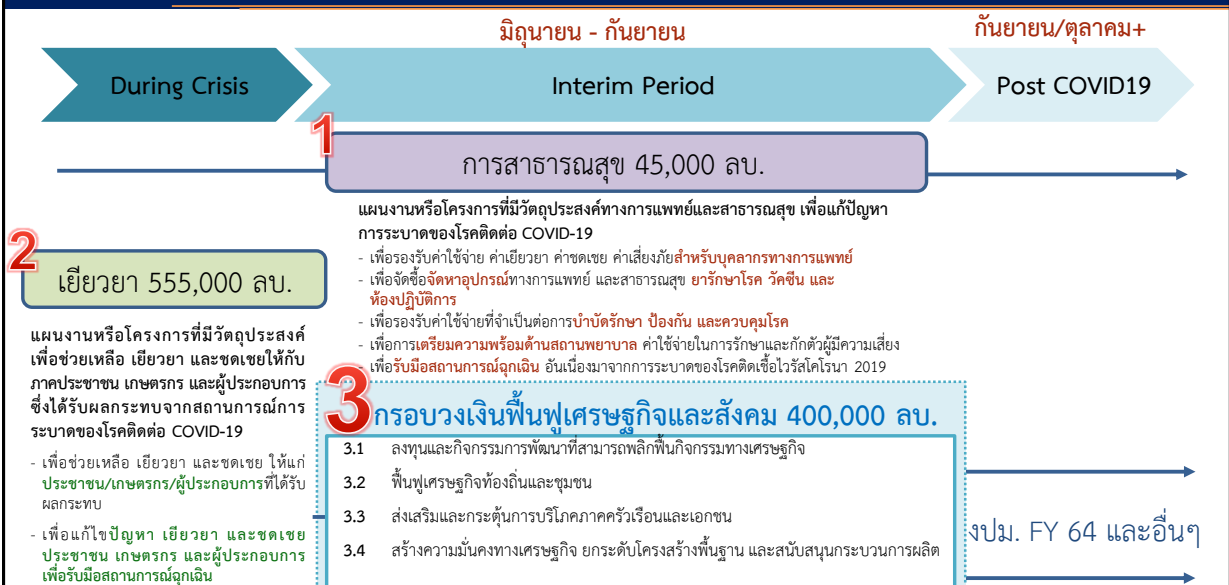 มิถุนายน - กันยายน
กันยายน/ตุลาคม+
During Crisis
Interim Period
Post COVID19
1
การสาธารณสุข 45,000 ลบ.
แผนงานหรือโครงการที่มีวัตถุประสงค์ทางการแพทย์และสาธารณสุข เพื่อแก้ปัญหา
การระบาดของโรคติดต่อ COVID-19
- เพื่อรองรับค่าใช้จ่าย ค่าเยียวยา ค่าชดเชย ค่าเสี่ยงภัยสำหรับบุคลากรทางการแพทย์
- เพื่อจัดซื้อจัดหาอุปกรณ์ทางการแพทย์ และสาธารณสุข ยารักษาโรค วัคซีน และ
ห้องปฏิบัติการ
- เพื่อรองรับค่าใช้จ่ายที่จำเป็นต่อการบำบัดรักษา ป้องกัน และควบคุมโรค
- เพื่อการเตรียมความพร้อมด้านสถานพยาบาล ค่าใช้จ่ายในการรักษาและกักตัวผู้มีความเสี่ยง
- เพื่อรับมือสถานการณ์ฉุกเฉิน อันเนื่องมาจากการระบาดของโรคติดเชื้อไวรัสโคโรนา 2019
2
เยียวยา 555,000 ลบ.
แผนงานหรือโครงการที่มีวัตถุประสงค์
เพื่อช่วยเหลือ เยียวยา และชดเชยให้กับ
ภาคประชาชน เกษตรกร และผู้ประกอบการ
ซึ่งได้รับผลกระทบจากสถานการณ์การ
ระบาดของโรคติดต่อ COVID-19
- เพื่อช่วยเหลือ เยียวยา และชดเชย ให้แก่
ประชาชน/เกษตรกร/ผู้ประกอบการที่ได้รับ
ผลกระทบ
- เพื่อแก้ไขปัญหา เยียวยา และชดเชย
ประชาชน เกษตรกร และผู้ประกอบการ
เพื่อรับมือสถานการณ์ฉุกเฉิน
3
กรอบวงเงินฟื้นฟูเศรษฐกิจและสังคม 400,000 ลบ.
3.1 ลงทุนและกิจกรรมการพัฒนาที่สามารถพลิกฟื้นกิจกรรมทางเศรษฐกิจ
3.2 ฟื้นฟูเศรษฐกิจท้องถิ่นและชุมชน
3.3 ส่งเสริมและกระตุ้นการบริโภคภาคครัวเรือนและเอกชน
3.4 สร้างความมั่นคงทางเศรษฐกิจ ยกระดับโครงสร้างพื้นฐาน และสนับสนุนกระบวนการผลิต
งปม. FY 64 และอื่นๆ